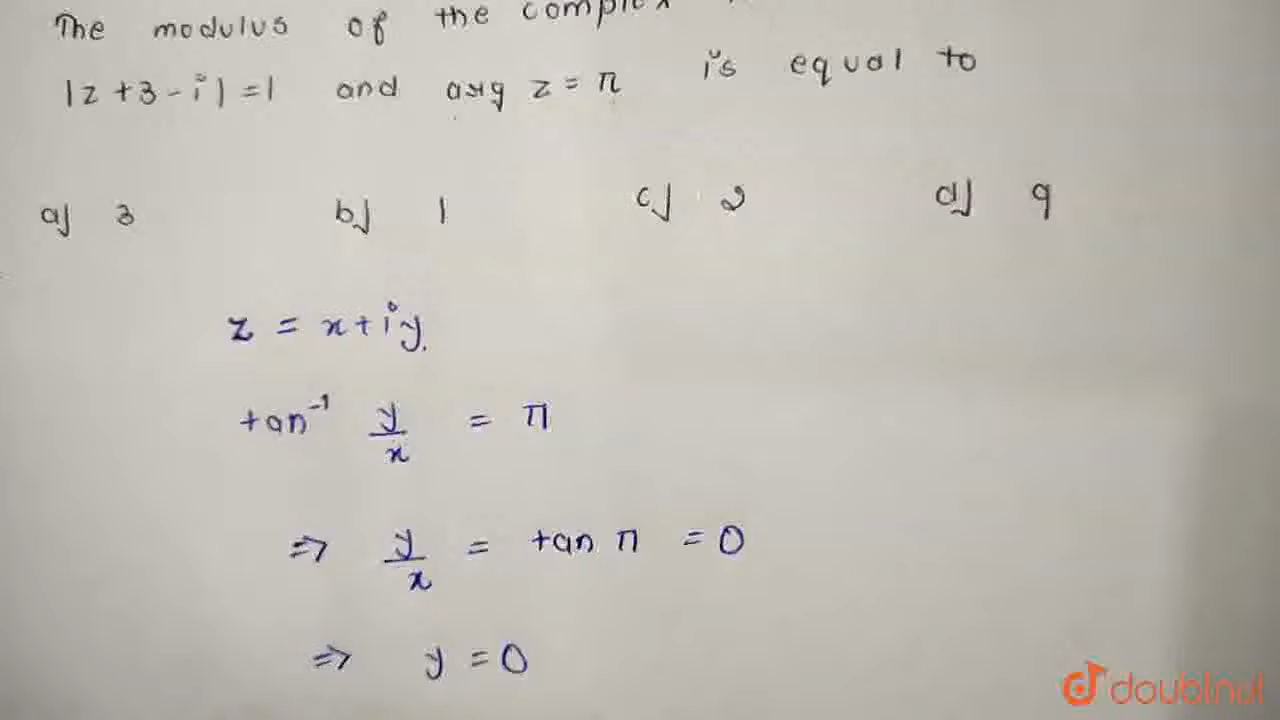 The modulus of the complex
|z+3-i|=1 and arg z=π is equal to
a) 3 b) 1 c) 2 d) 9
z = x+iy.
tan⁻¹ y/x = π
⇒ y/x = tan π = 0
⇒ y = 0
doubtnut